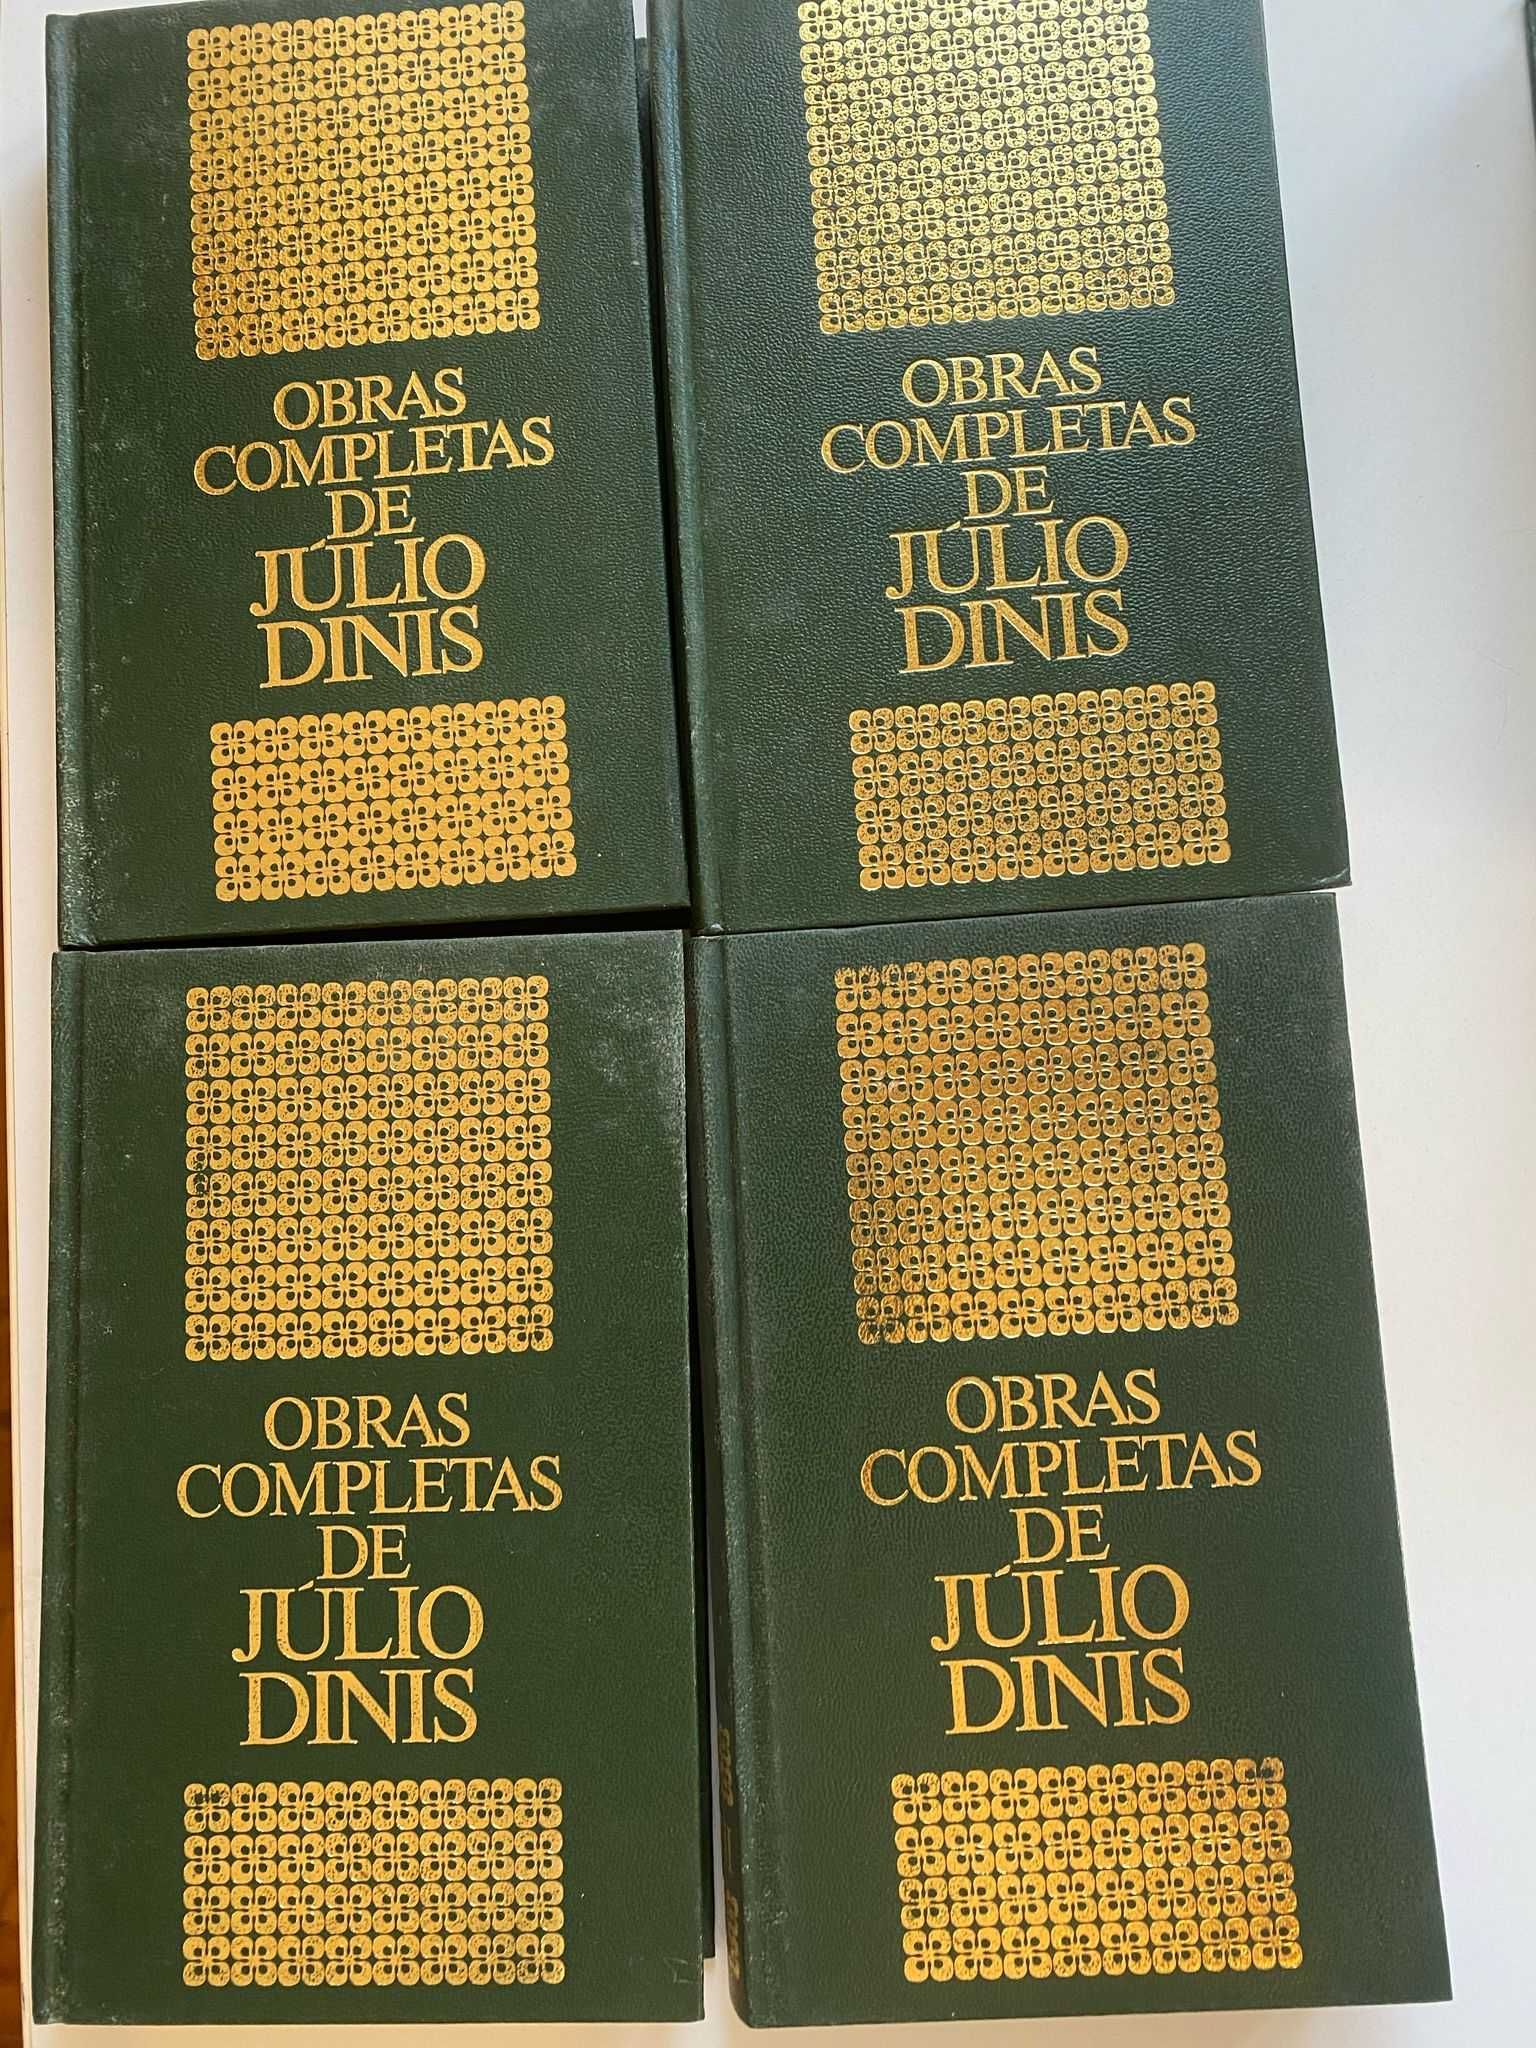 OBRAS
COMPLETAS
DE
JÚLIO
DINIS
OBRAS
COMPLETAS
DE
JÚLIO
DINIS
OBRAS
COMPLETAS
DE
JÚLIO
DINIS
OBRAS
COMPLETAS
DE
JÚLIO
DINIS